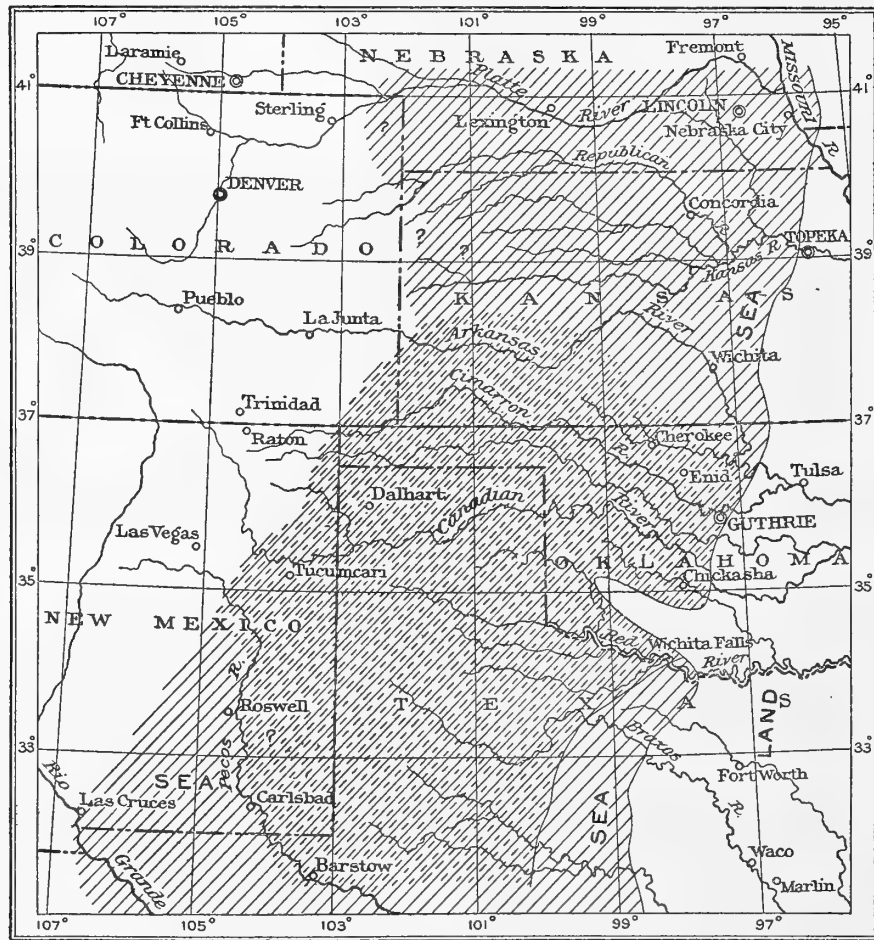 107° 105° 103° 101° 99° 97° 95°
NEBRASKA
Daramie
Fremont
Missouri R
41° 41°
CHEYENNE
Platte River
Sterling
Lexington
LINCOLN
Ft Collins
?
Nebraska City
Republican
DENVER
Concordia
COLORADO
?
?
TOPEKA
39° 39°
Kansas R
KANSAS
SEA
Pueblo
La Junta
Arkansas River
Wichita
Cimarron R
Trinidad
37° 37°
Raton
Cherokee
Enid
Tulsa
Dalhart
Canadian River
GUTHRIE
Las Vegas
OKLAHOMA
Tucumcari
Chickasha
35° 35°
NEW MEXICO
Wichita Falls
Red River
Pecos R.
Roswell
TEXAS
?
LAND
Brazos R.
33° 33°
Rio Grande
SEA
Fort Worth
Las Cruces
Carlsbad
SEA
Waco
Barstow
Marlin
107° 105° 103° 101° 99° 97°